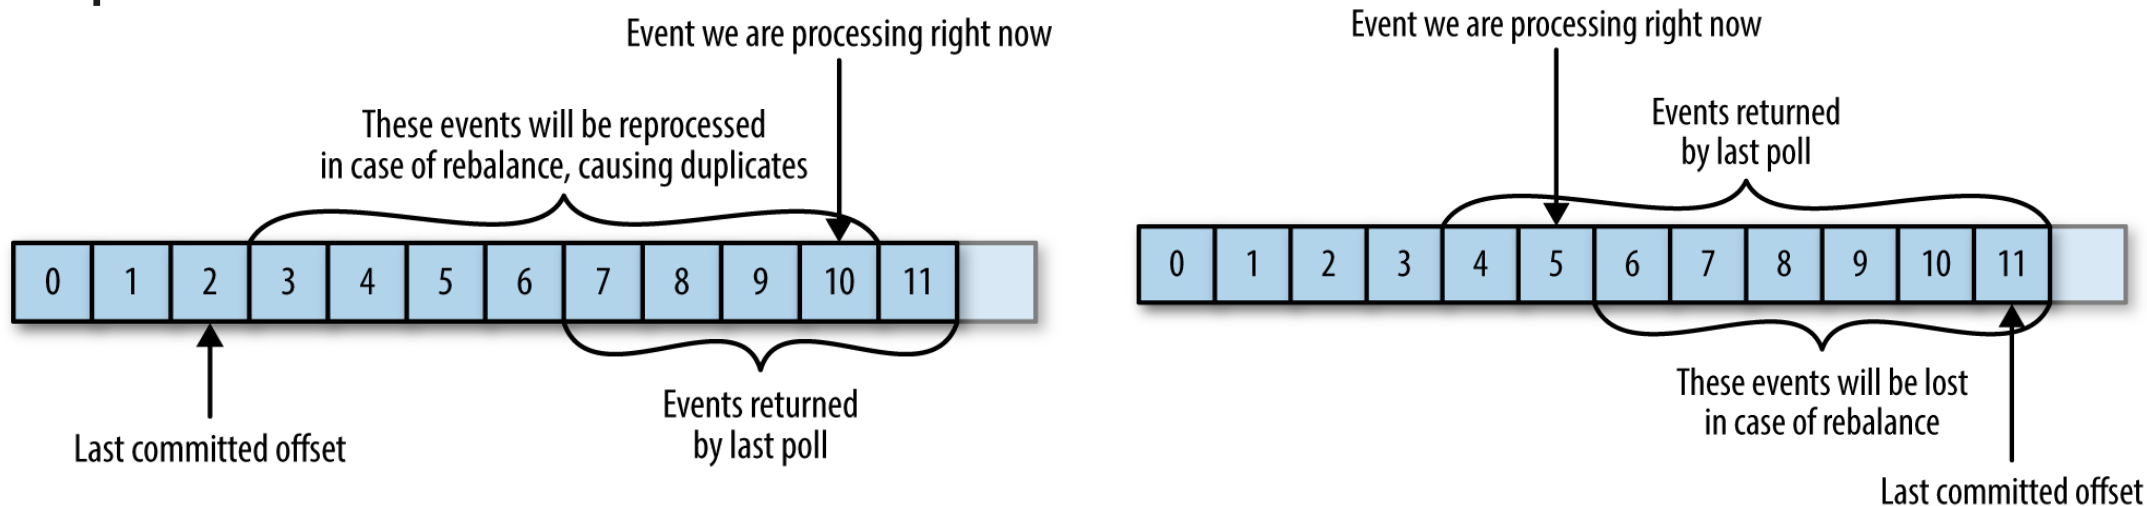 Event we are processing right now
These events will be reprocessed
in case of rebalance, causing duplicates
0 1 2 3 4 5 6 7 8 9 10 11
Events returned
by last poll
Last committed offset
Event we are processing right now
Events returned
by last poll
0 1 2 3 4 5 6 7 8 9 10 11
These events will be lost
in case of rebalance
Last committed offset